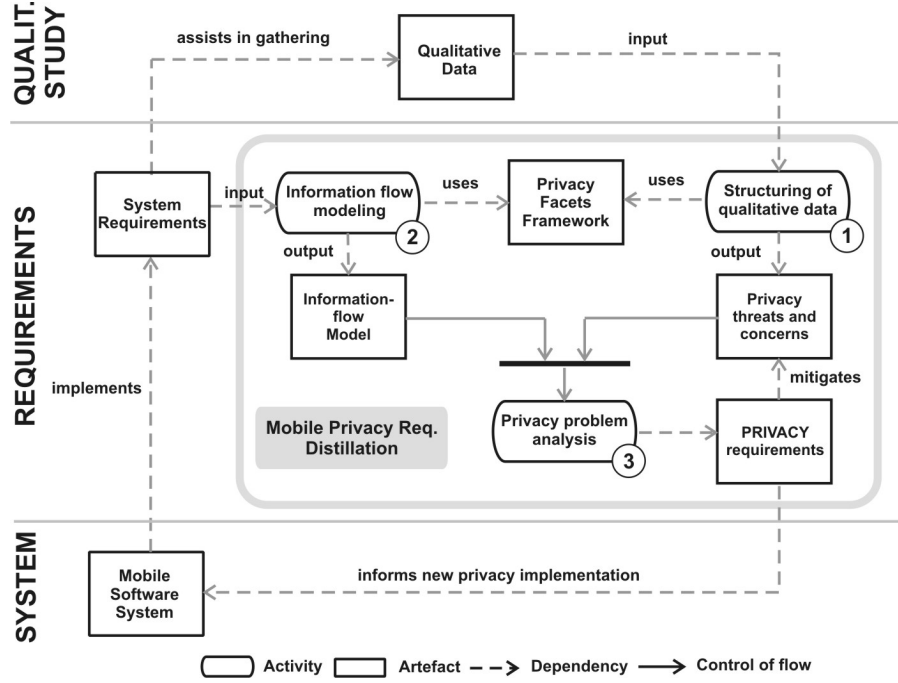 QUALIT.
STUDY
assists in gathering
Qualitative
Data
input
REQUIREMENTS
System
Requirements
input
Information flow
modeling
2
uses
Privacy
Facets
Framework
uses
Structuring of
qualitative data
1
output
output
Information-
flow
Model
Privacy
threats and
concerns
implements
mitigates
Mobile Privacy Req.
Distillation
Privacy problem
analysis
3
PRIVACY
requirements
SYSTEM
Mobile
Software
System
informs new privacy implementation
Activity
Artefact
Dependency
Control of flow